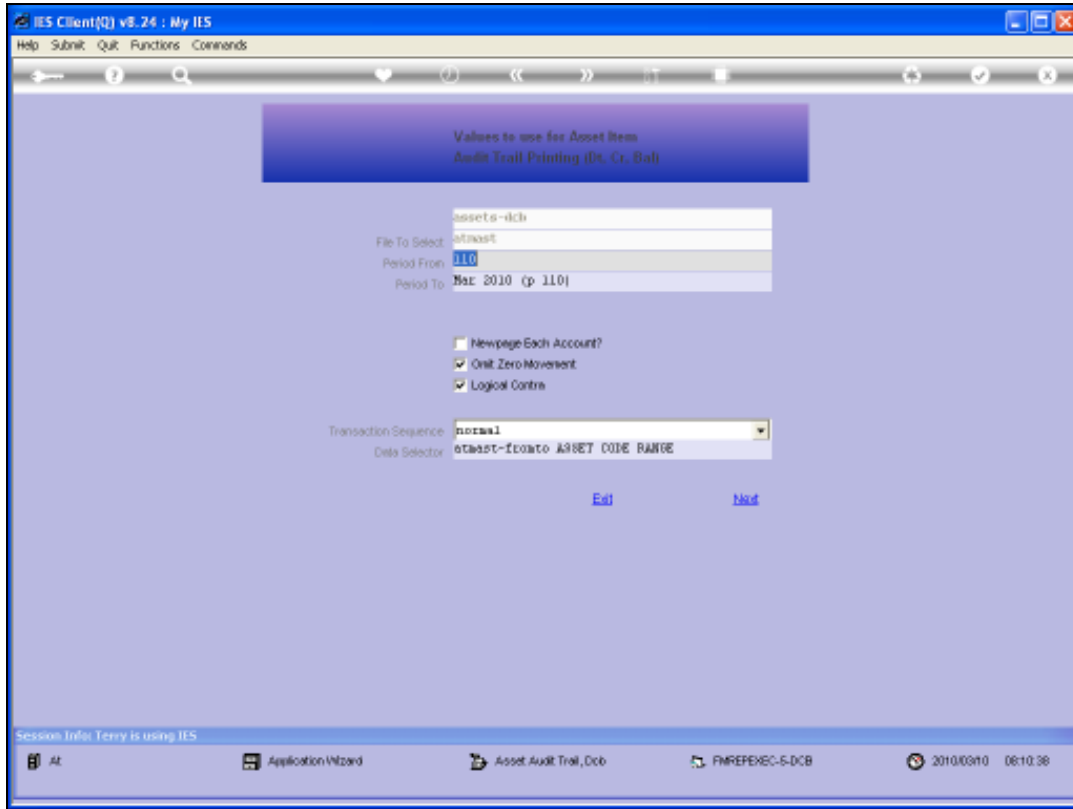 IES Client(Q) v8.24 : My IES
Help Submit Quit Functions Commands
Values to use for Asset Item
Audit Trail Printing (Dt, Cr, Bal)
assets-dcb
File To Select atmast
Period From 110
Period To Mar 2010 (p 110)
Newpage Each Account?
Omit Zero Movement
Logical Contra
Transaction Sequence normal
Data Selector atmast-fromto ASSET CODE RANGE
Exit Next
Session Info: Terry is using IES
At Application Wizard Asset Audit Trail, Dcb FMREPEXEC-5-DCB 2010/03/10 08:10:38